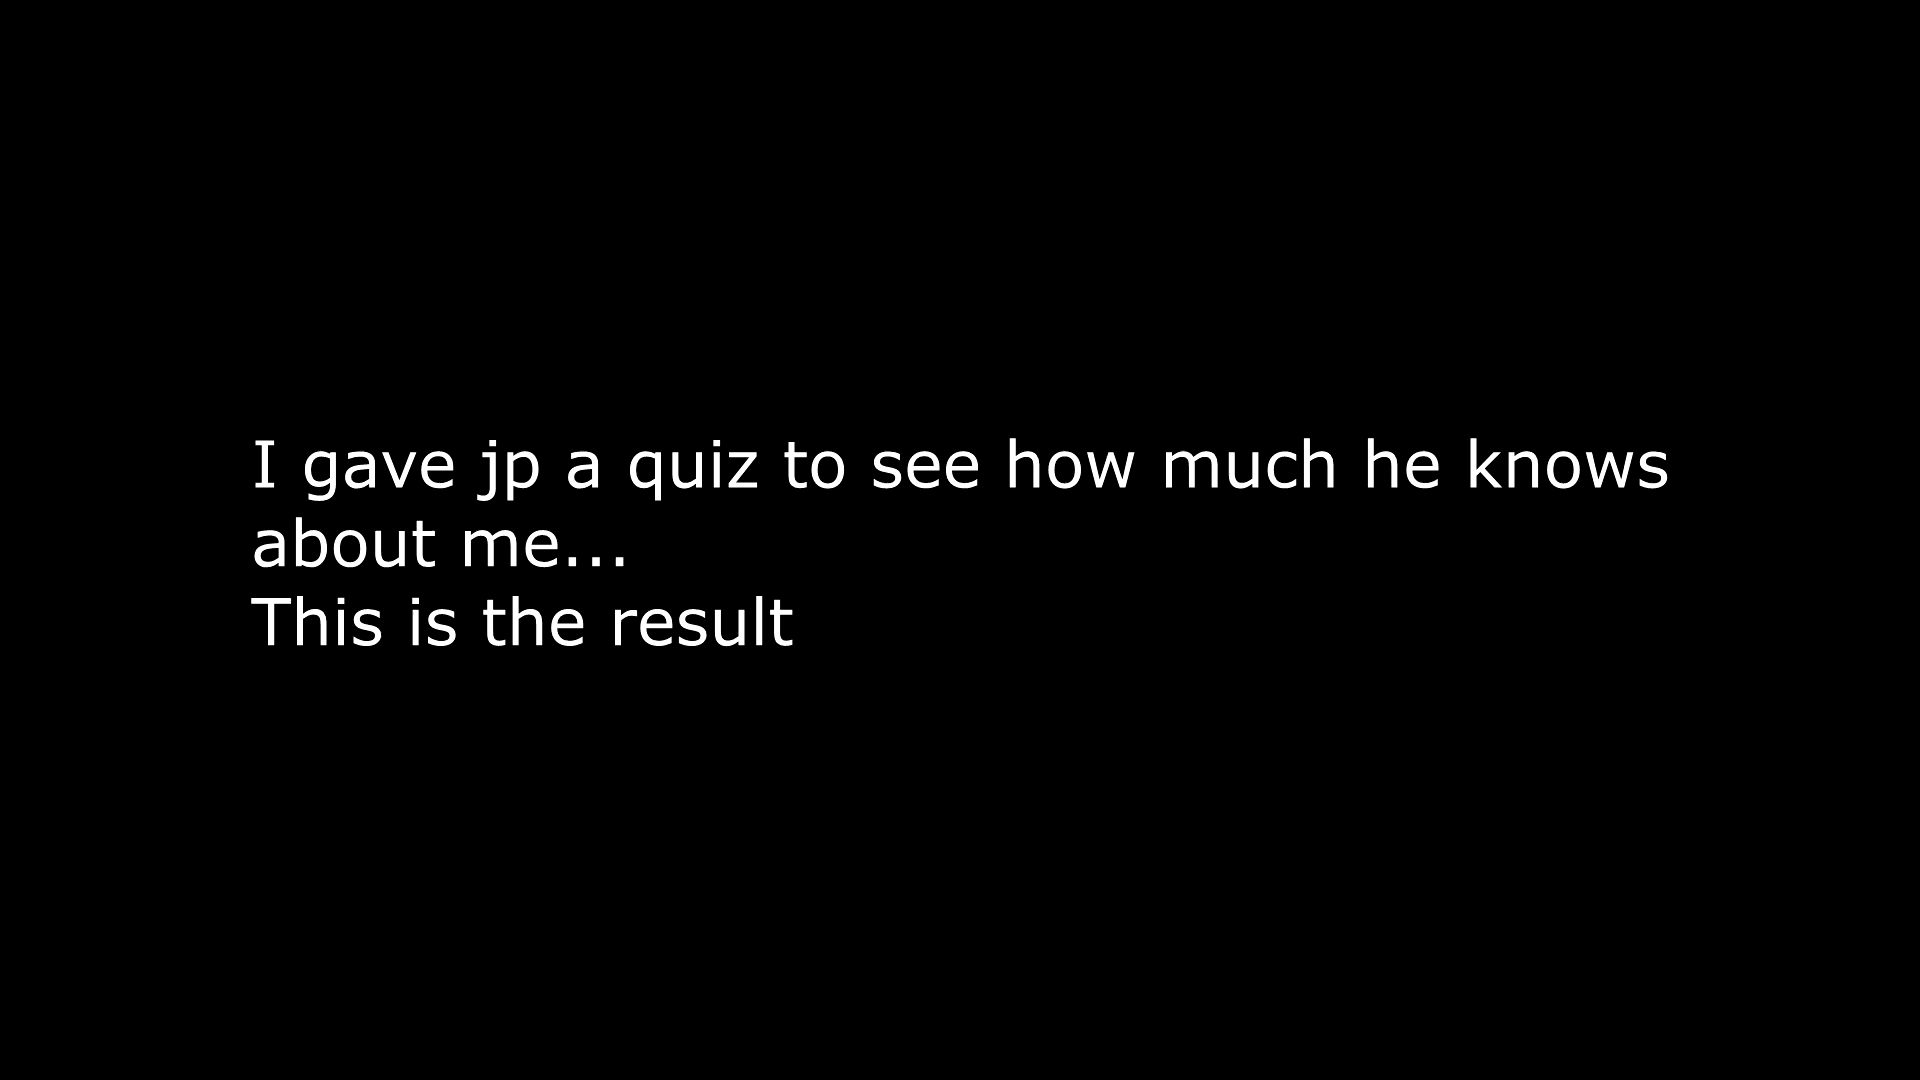 I gave jp a quiz to see how much he knows
about me...
This is the result